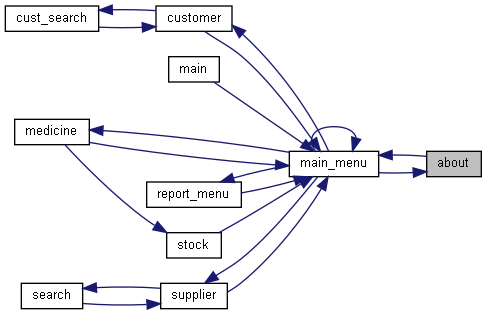 cust_search
customer
main
medicine
main_menu
about
report_menu
stock
search
supplier